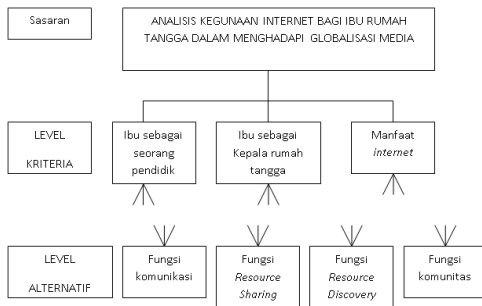 Sasaran
ANALISIS KEGUNAAN INTERNET BAGI IBU RUMAH
TANGGA DALAM MENGHADAPI GLOBALISASI MEDIA
LEVEL
KRITERIA
Ibu sebagai
seorang
pendidik
Ibu sebagai
Kepala rumah
tangga
Manfaat
internet
LEVEL
ALTERNATIF
Fungsi
komunikasi
Fungsi
Resource
Sharing
Fungsi
Resource
Discovery
Fungsi
komunitas